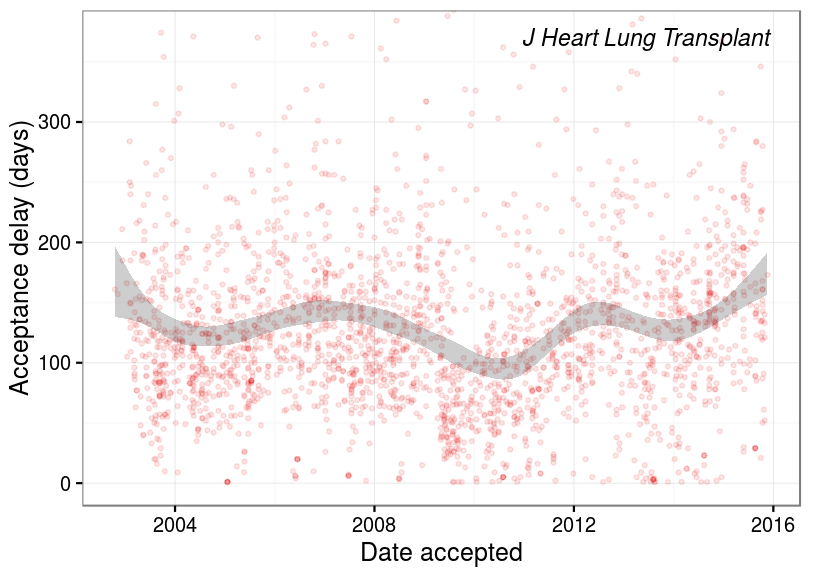 J Heart Lung Transplant
Acceptance delay (days)
300
200
100
0
2004 2008 2012 2016
Date accepted